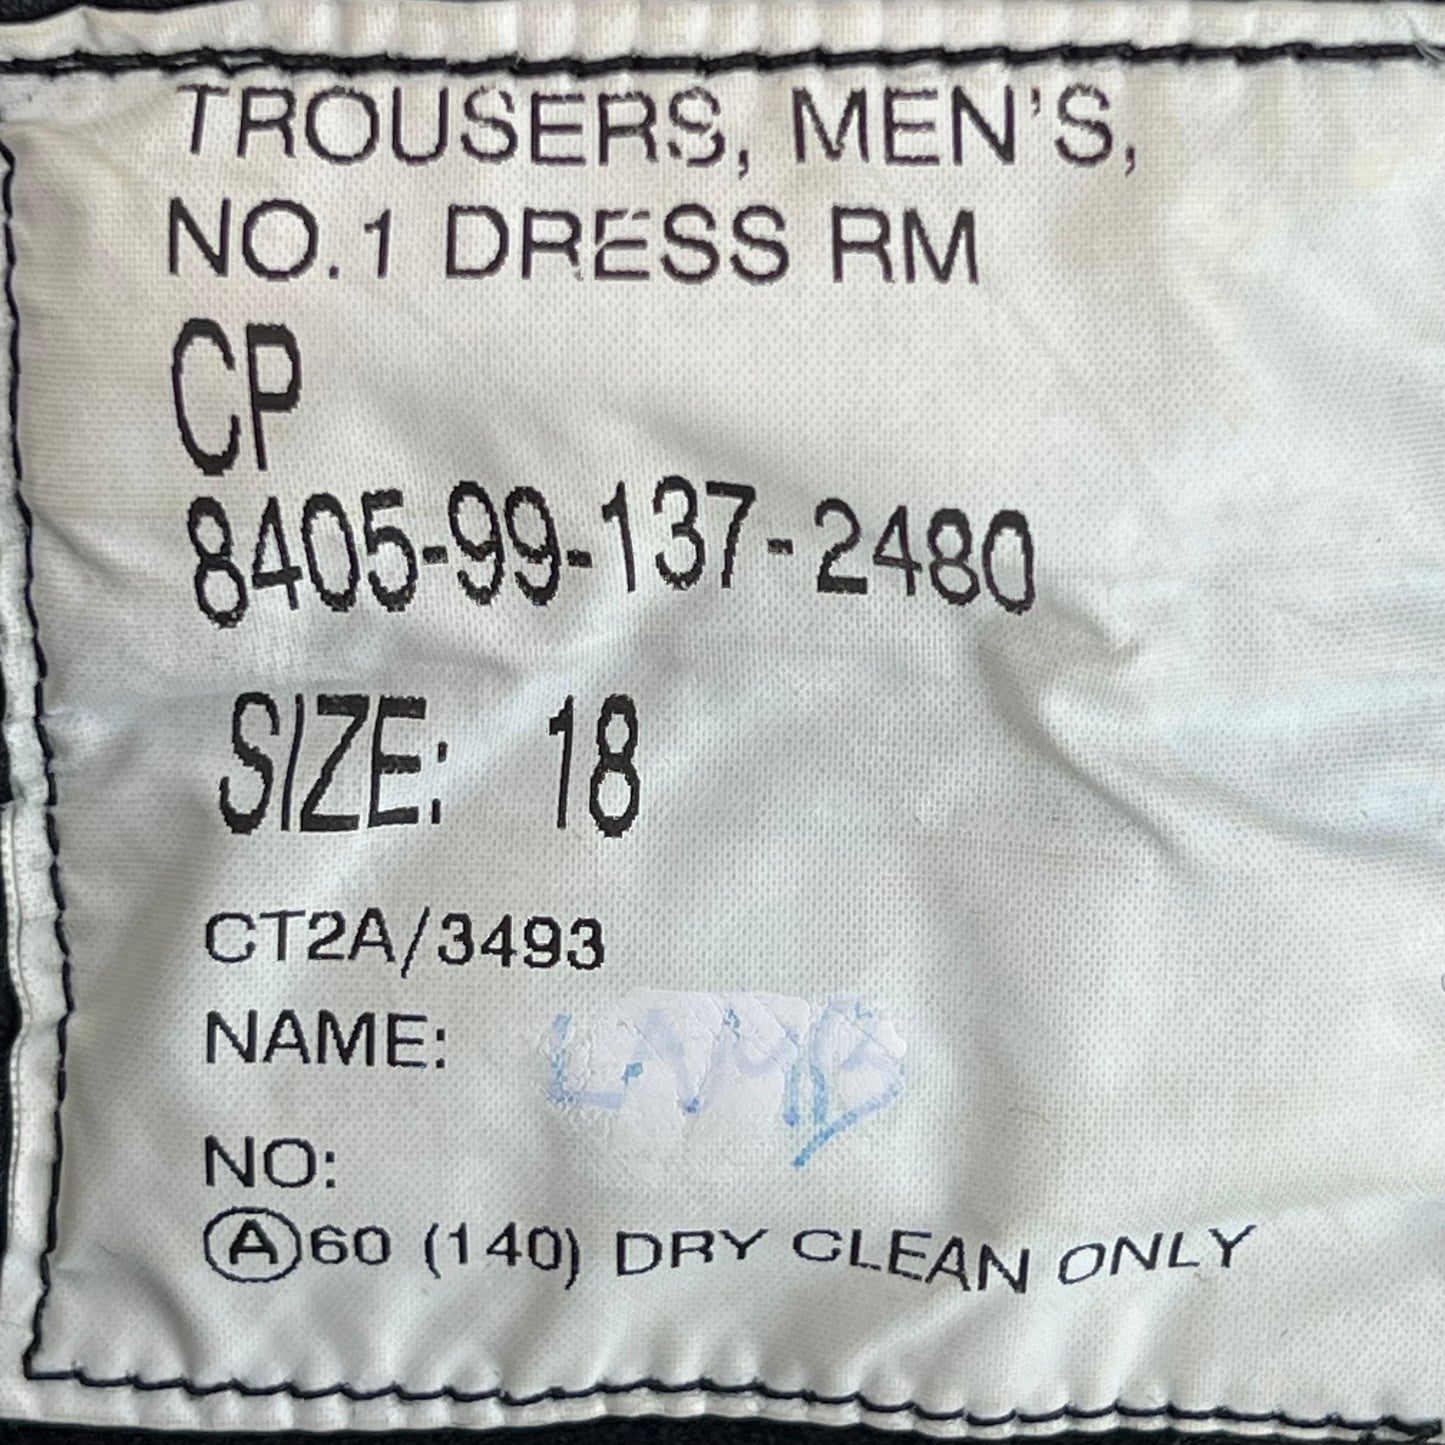 TROUSERS, MEN'S,
NO.1 DRESS RM
CP
8405-99-137-2480
SIZE: 18
CT2A/3493
NAME:
NO:
Ⓐ60 (140) DRY CLEAN ONLY